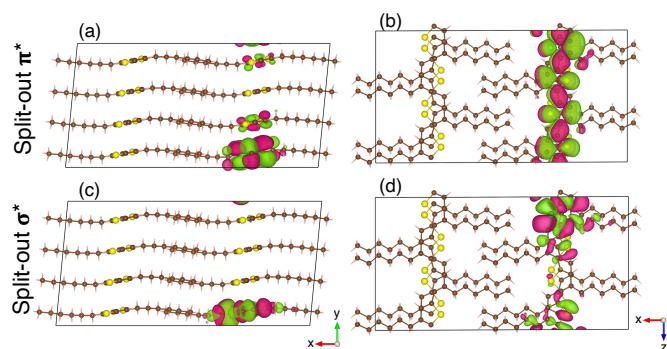 (a)
(b)
Split-out π*
(c)
(d)
Split-out σ*
y
x
x
z